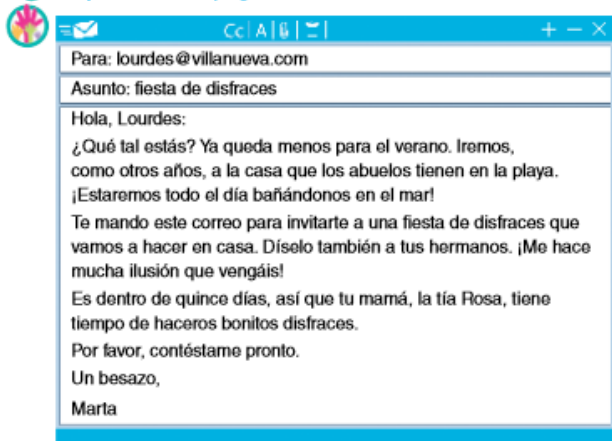 Cc A
Para: lourdes@villanueva.com
Asunto: fiesta de disfraces
Hola, Lourdes:
¿Qué tal estás? Ya queda menos para el verano. Iremos,
como otros años, a la casa que los abuelos tienen en la playa.
¡Estaremos todo el día bañándonos en el mar!
Te mando este correo para invitarte a una fiesta de disfraces que
vamos a hacer en casa. Díselo también a tus hermanos. ¡Me hace
mucha ilusión que vengáis!
Es dentro de quince días, así que tu mamá, la tía Rosa, tiene
tiempo de haceros bonitos disfraces.
Por favor, contéstame pronto.
Un besazo,
Marta